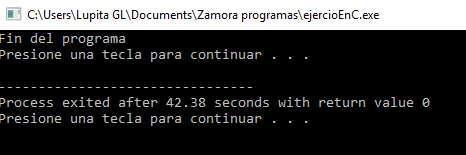 C:\Users\Lupita GL\Documents\Zamora programas\ejercioEnC.exe
Fin del programa
Presione una tecla para continuar . . .
--------------------------------
Process exited after 42.38 seconds with return value 0
Presione una tecla para continuar . . .